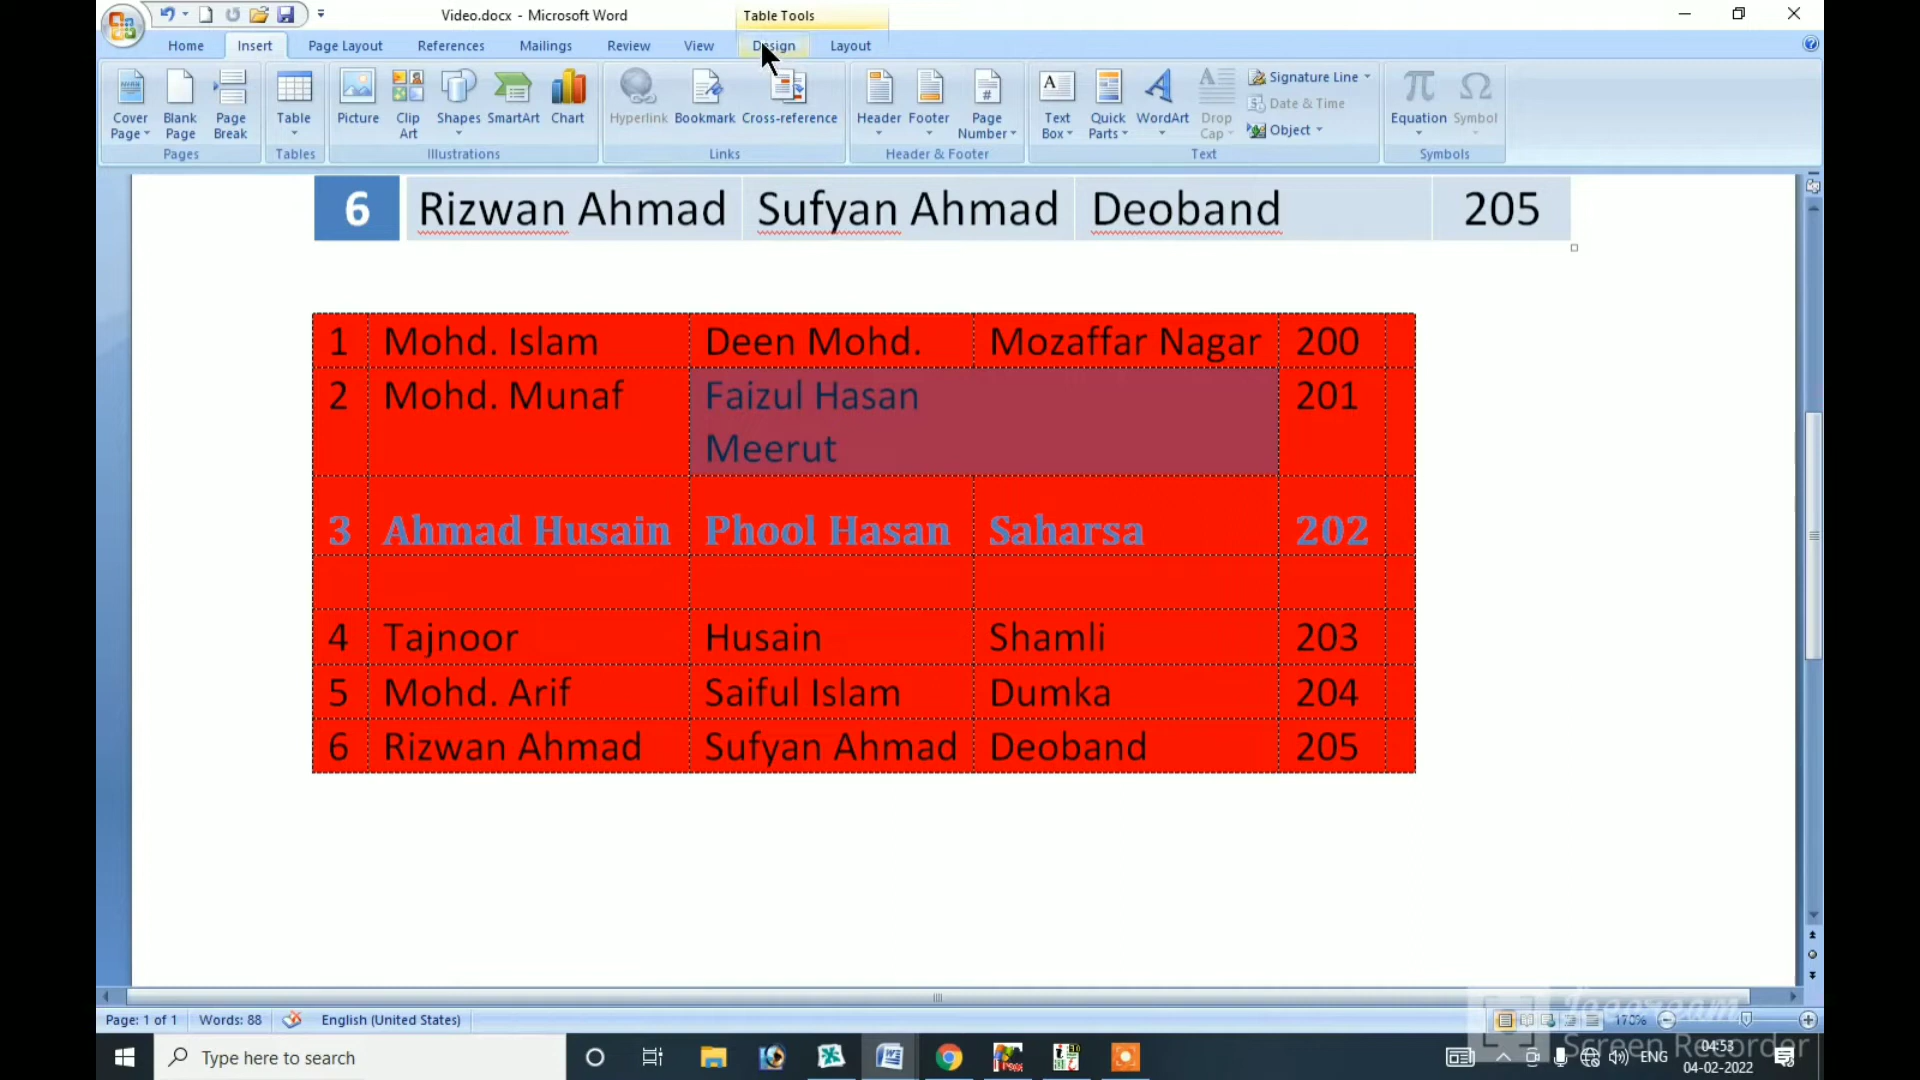 Video.docx - Microsoft Word
Table Tools
Home Insert Page Layout References Mailings Review View Design Layout
Cover Page
Blank Page
Page Break
Table
Picture
Clip Art
Shapes
SmartArt
Chart
Hyperlink
Bookmark
Cross-reference
Header
Footer
Page Number
Text Box
Quick Parts
WordArt
Drop Cap
Signature Line
Date & Time
Object
Equation
Symbol
Pages Tables Illustrations Links Header & Footer Text Symbols
6 Rizwan Ahmad Sufyan Ahmad Deoband 205
1 Mohd. Islam Deen Mohd. Mozaffar Nagar 200
2 Mohd. Munaf Faizul Hasan 201
Meerut
3 Ahmad Husain Phool Hasan Saharsa 202
4 Tajnoor Husain Shamli 203
5 Mohd. Arif Saiful Islam Dumka 204
6 Rizwan Ahmad Sufyan Ahmad Deoband 205
Page: 1 of 1 Words: 88 English (United States) 170%
Type here to search
Screen Recorder
ENG
04:53
04-02-2022